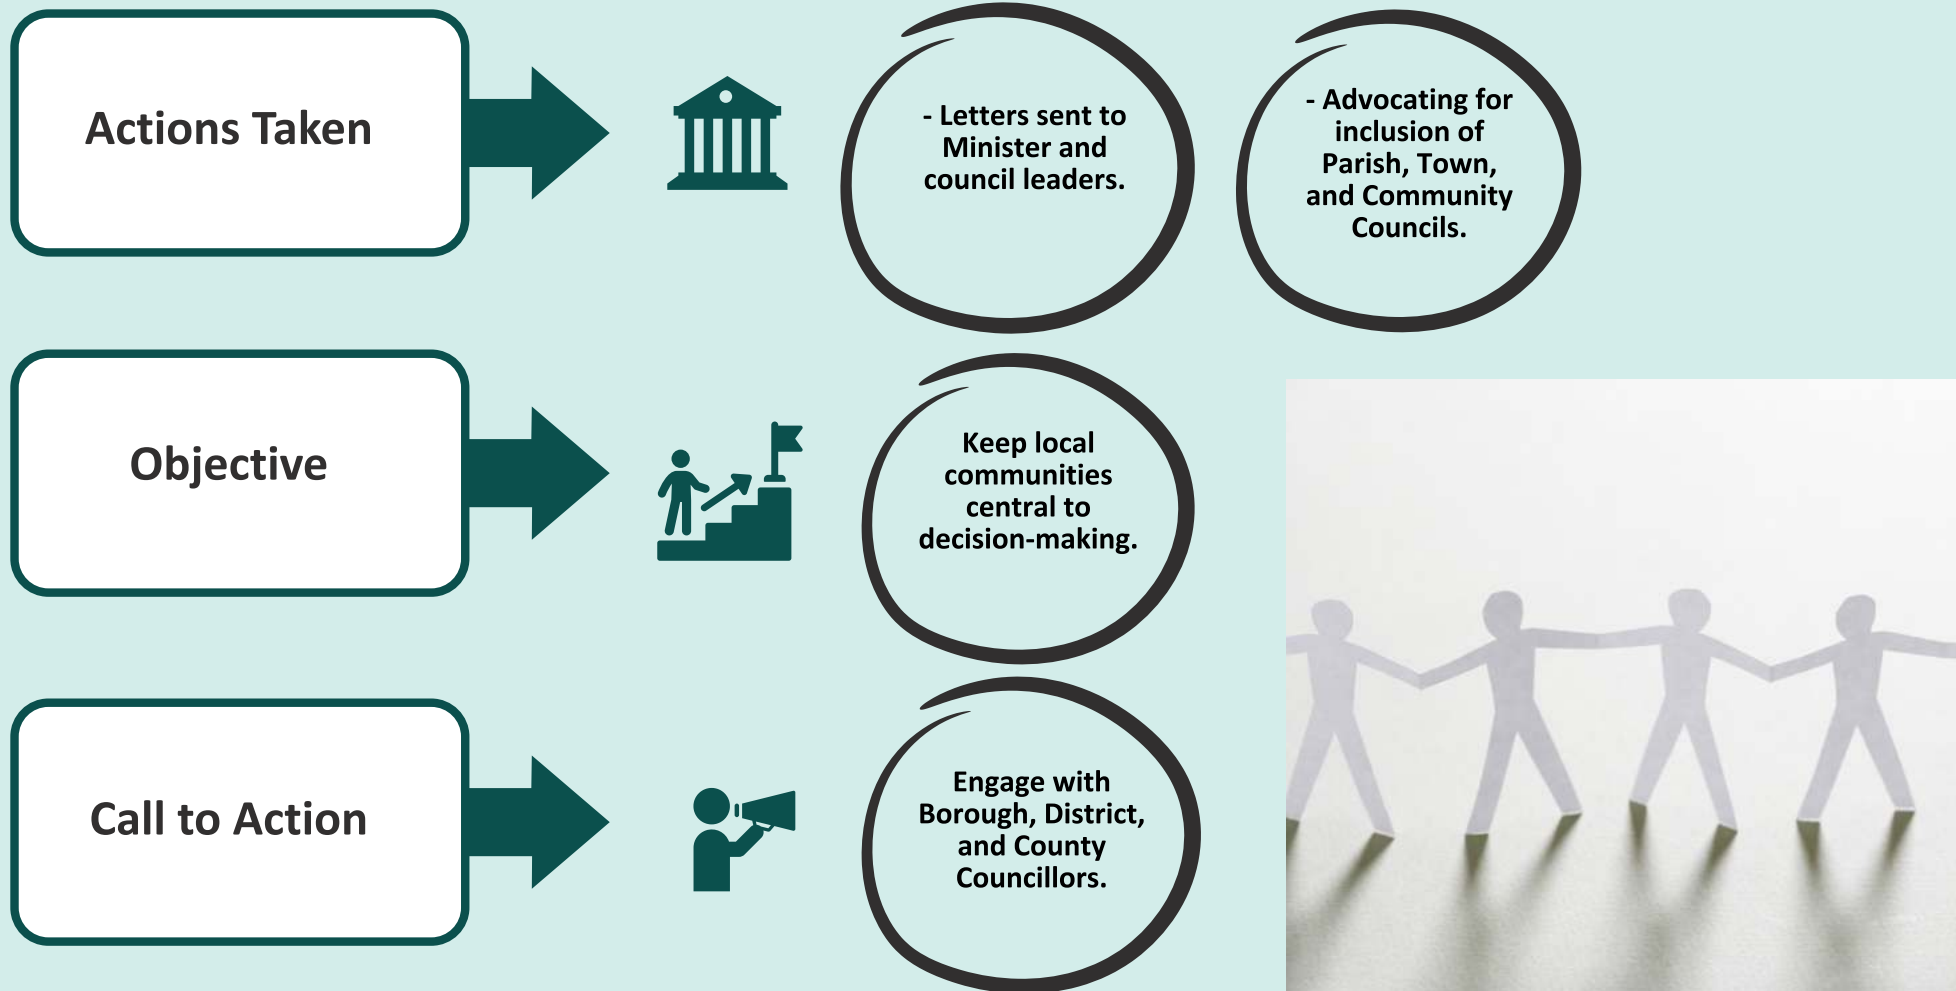 Actions Taken
- Letters sent to
Minister and
council leaders.
- Advocating for
inclusion of
Parish, Town,
and Community
Councils.
Objective
Keep local
communities
central to
decision-making.
Call to Action
Engage with
Borough, District,
and County
Councillors.